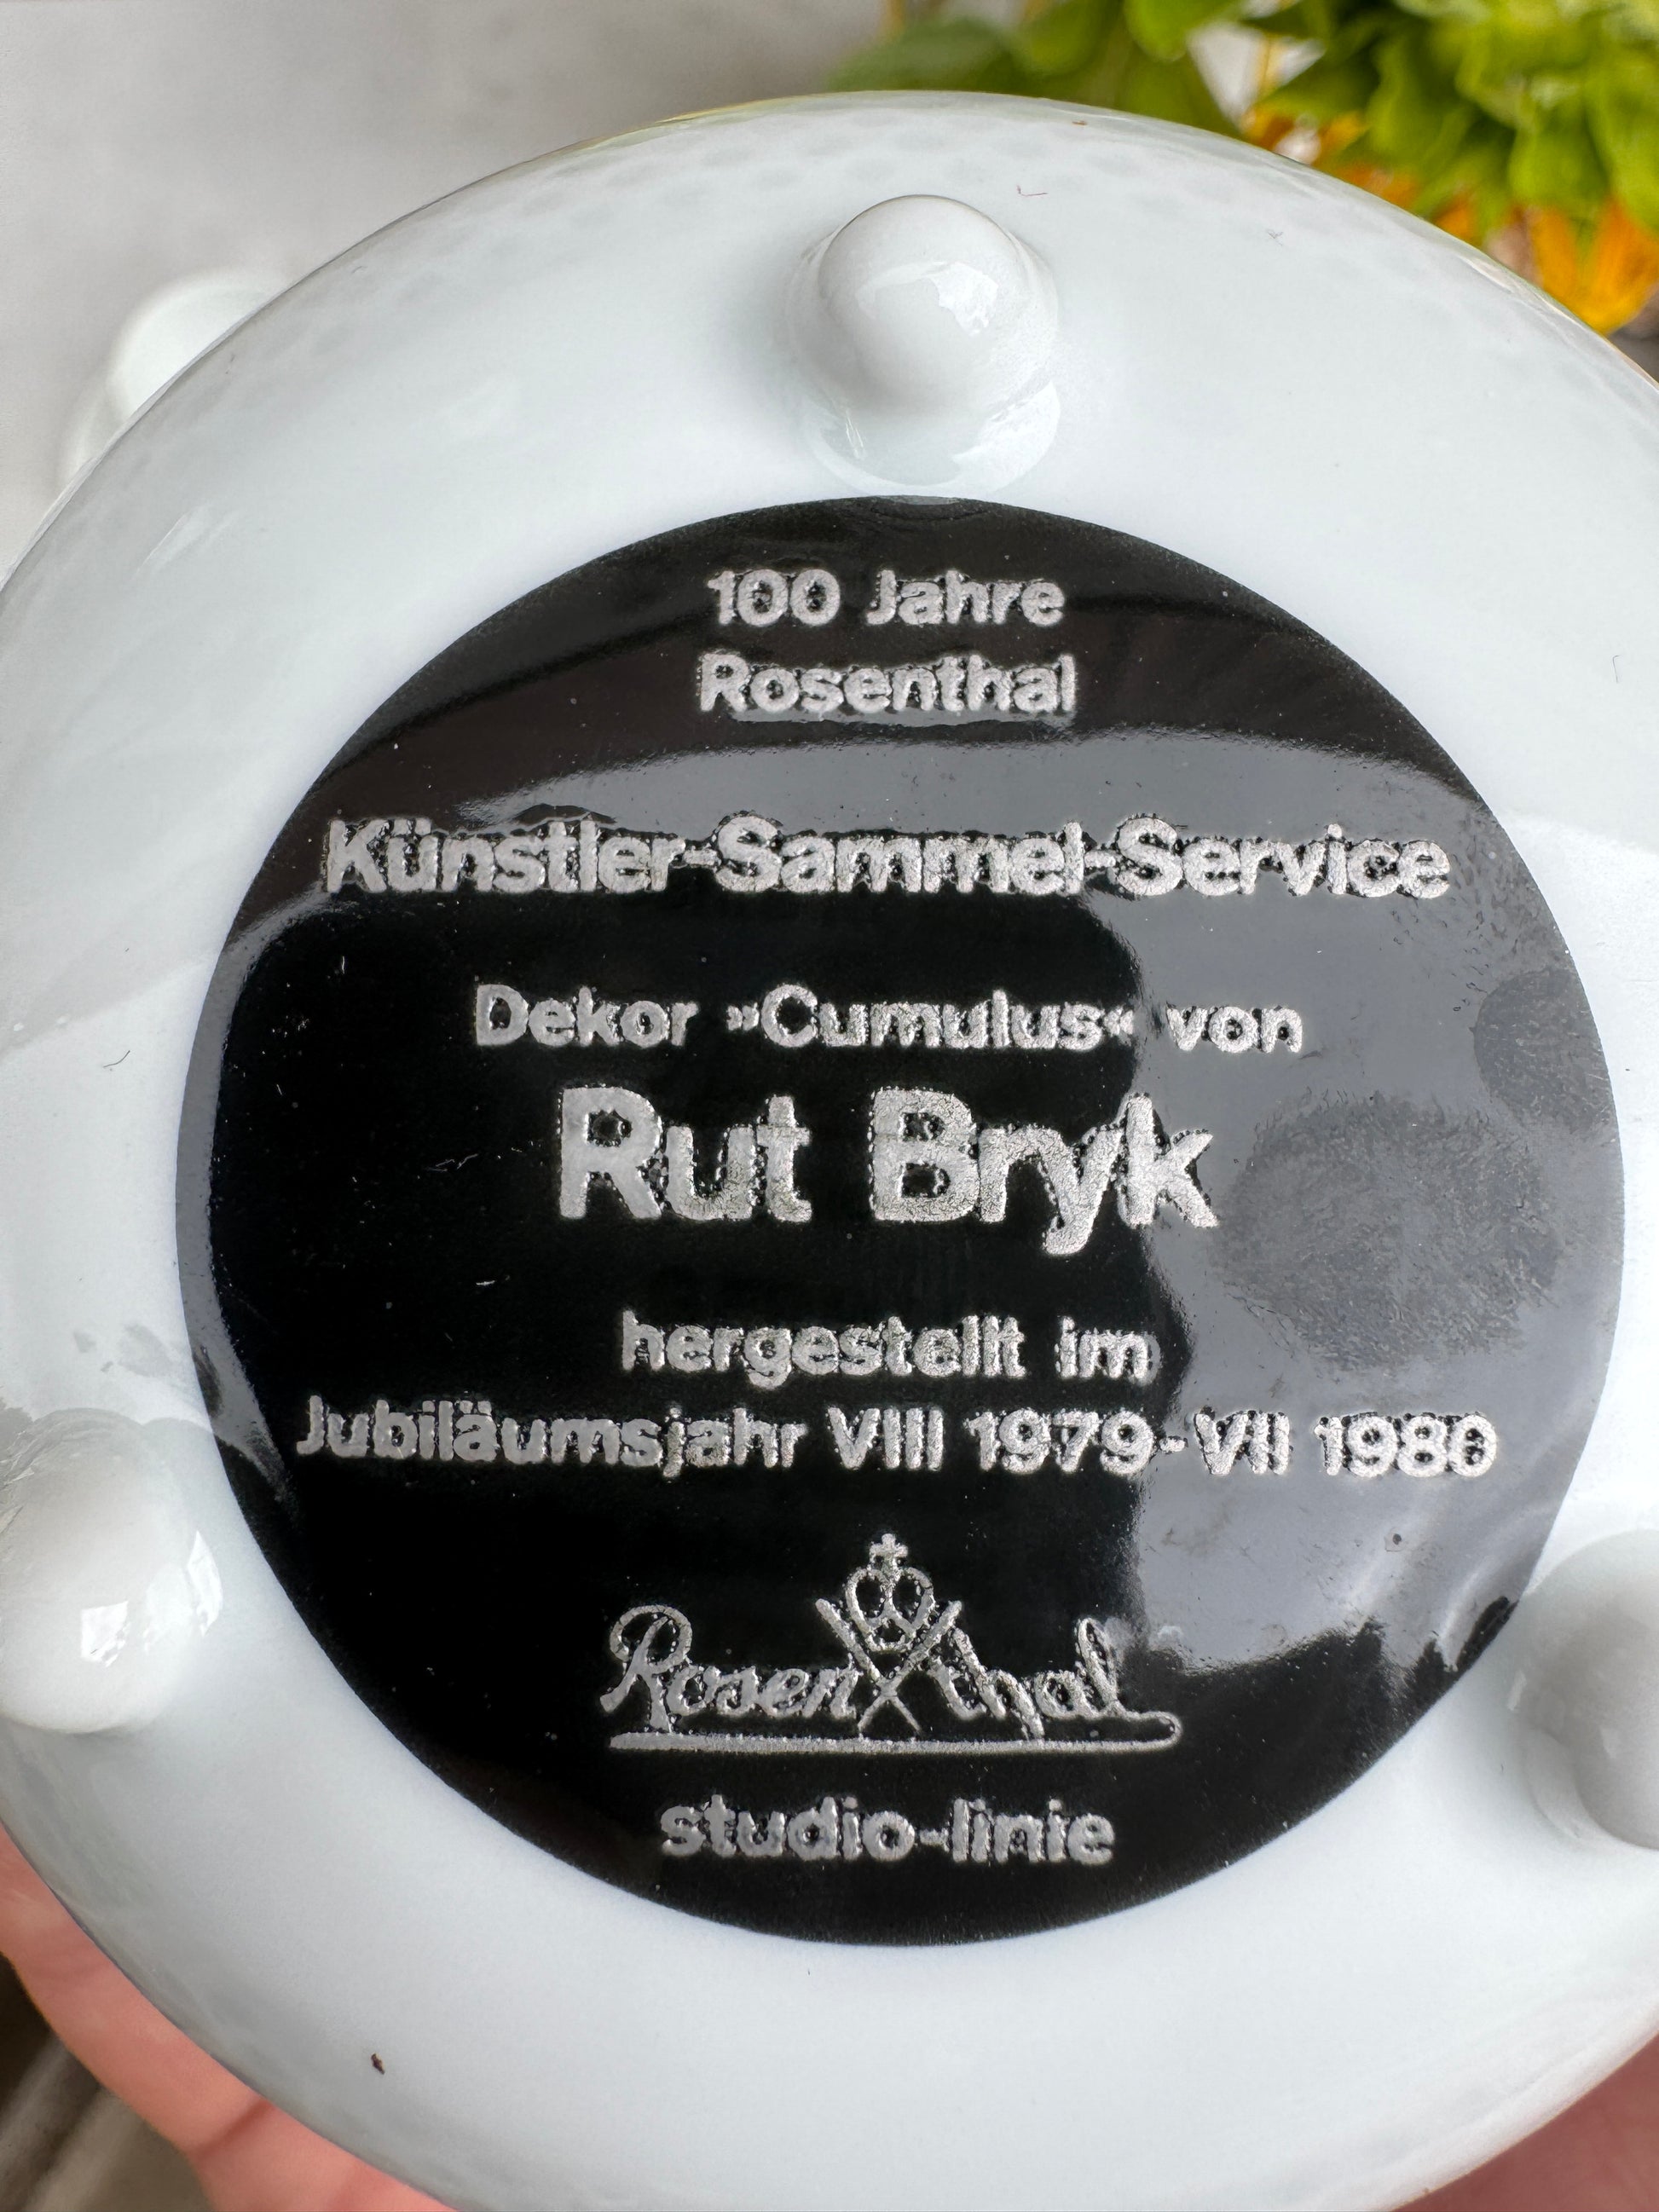 100 Jahre
Rosenthal
Künstler-Sammel-Service
Dekor »Cumulus« von
Rut Bryk
hergestellt im
Jubiläumsjahr VIII 1979-VII 1980
Rosenthal
studio-linie